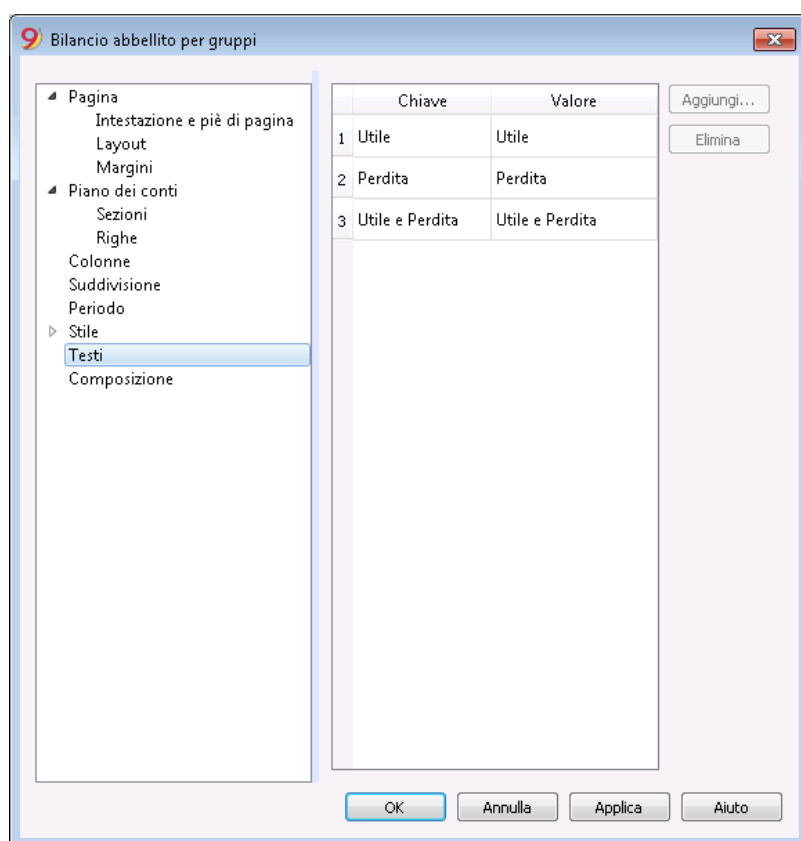 9 Bilancio abbellito per gruppi
Pagina
Intestazione e piè di pagina
Layout
Margini
Piano dei conti
Sezioni
Righe
Colonne
Suddivisione
Periodo
Stile
Testi
Composizione
Chiave Valore
1 Utile Utile
2 Perdita Perdita
3 Utile e Perdita Utile e Perdita
Aggiungi...
Elimina
OK Annulla Applica Aiuto